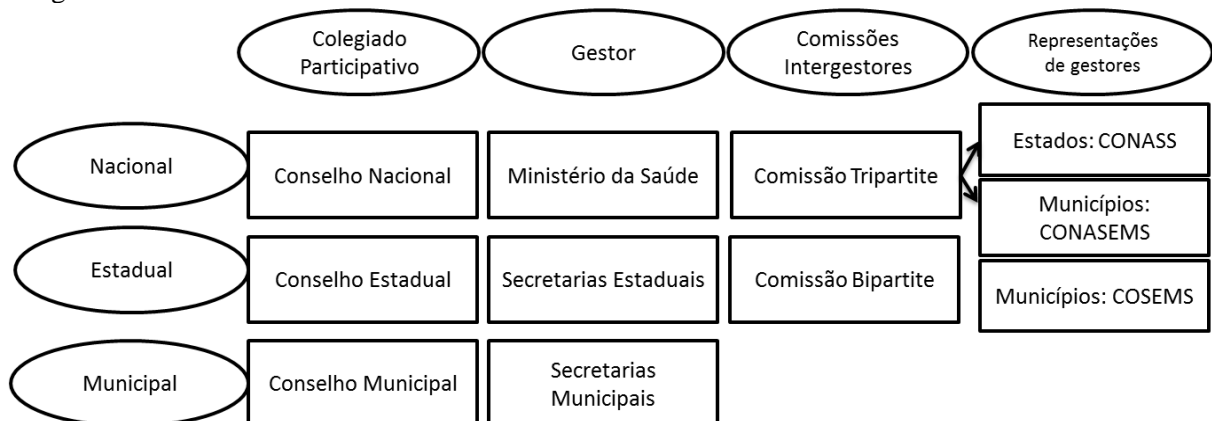 Colegiado
Participativo
Gestor
Comissões
Intergestores
Representações
de gestores
Nacional
Conselho Nacional
Ministério da Saúde
Comissão Tripartite
Estados: CONASS
Municípios:
CONASEMS
Estadual
Conselho Estadual
Secretarias Estaduais
Comissão Bipartite
Municípios: COSEMS
Municipal
Conselho Municipal
Secretarias
Municipais